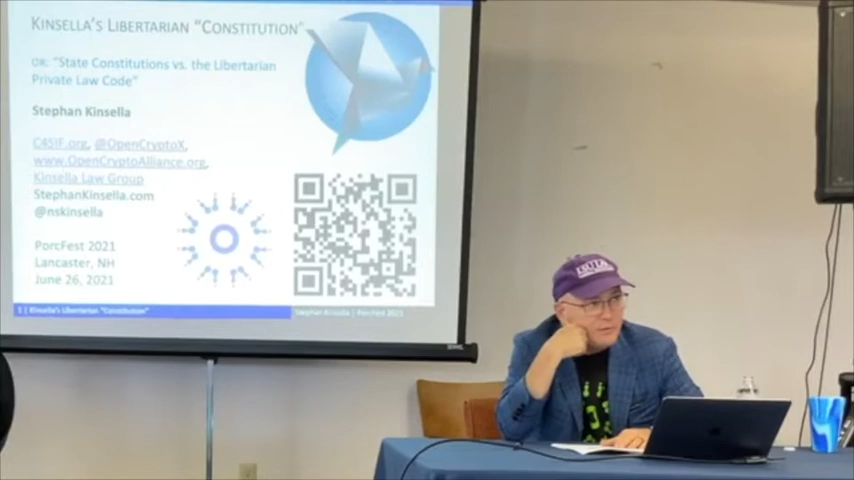 KINSELLA'S LIBERTARIAN "CONSTITUTION"
OR: "State Constitutions vs. the Libertarian
Private Law Code"
Stephan Kinsella
C4SIF.org, @OpenCryptoX,
www.OpenCryptoAlliance.org,
Kinsella Law Group
StephanKinsella.com
@nskinsella
PorcFest 2021
Lancaster, NH
June 26, 2021
1 | Kinsella's Libertarian "Constitution"
Stephan Kinsella | PorcFest 2021